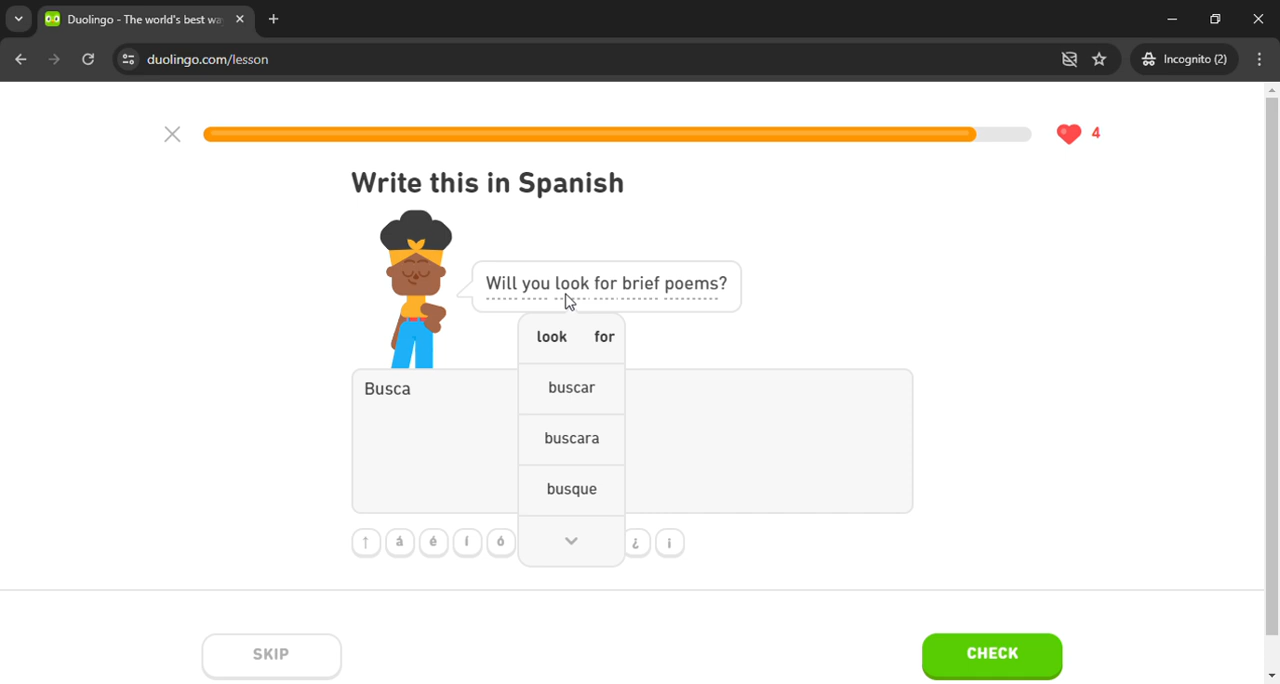 Duolingo - The world's best wa
duolingo.com/lesson
Incognito (2)
4
Write this in Spanish
Will you look for brief poems?
look for
Busca
buscar
buscara
busque
↑ á é í ó ¿ ¡
SKIP
CHECK